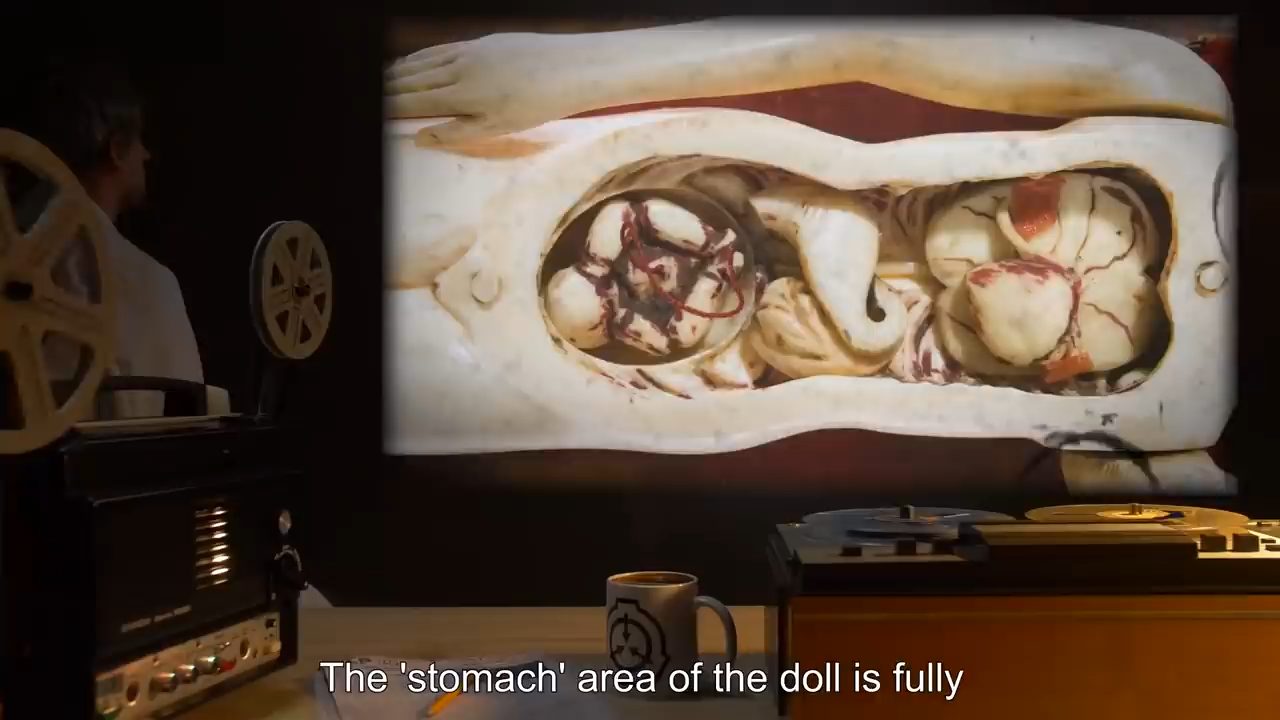 The 'stomach' area of the doll is fully